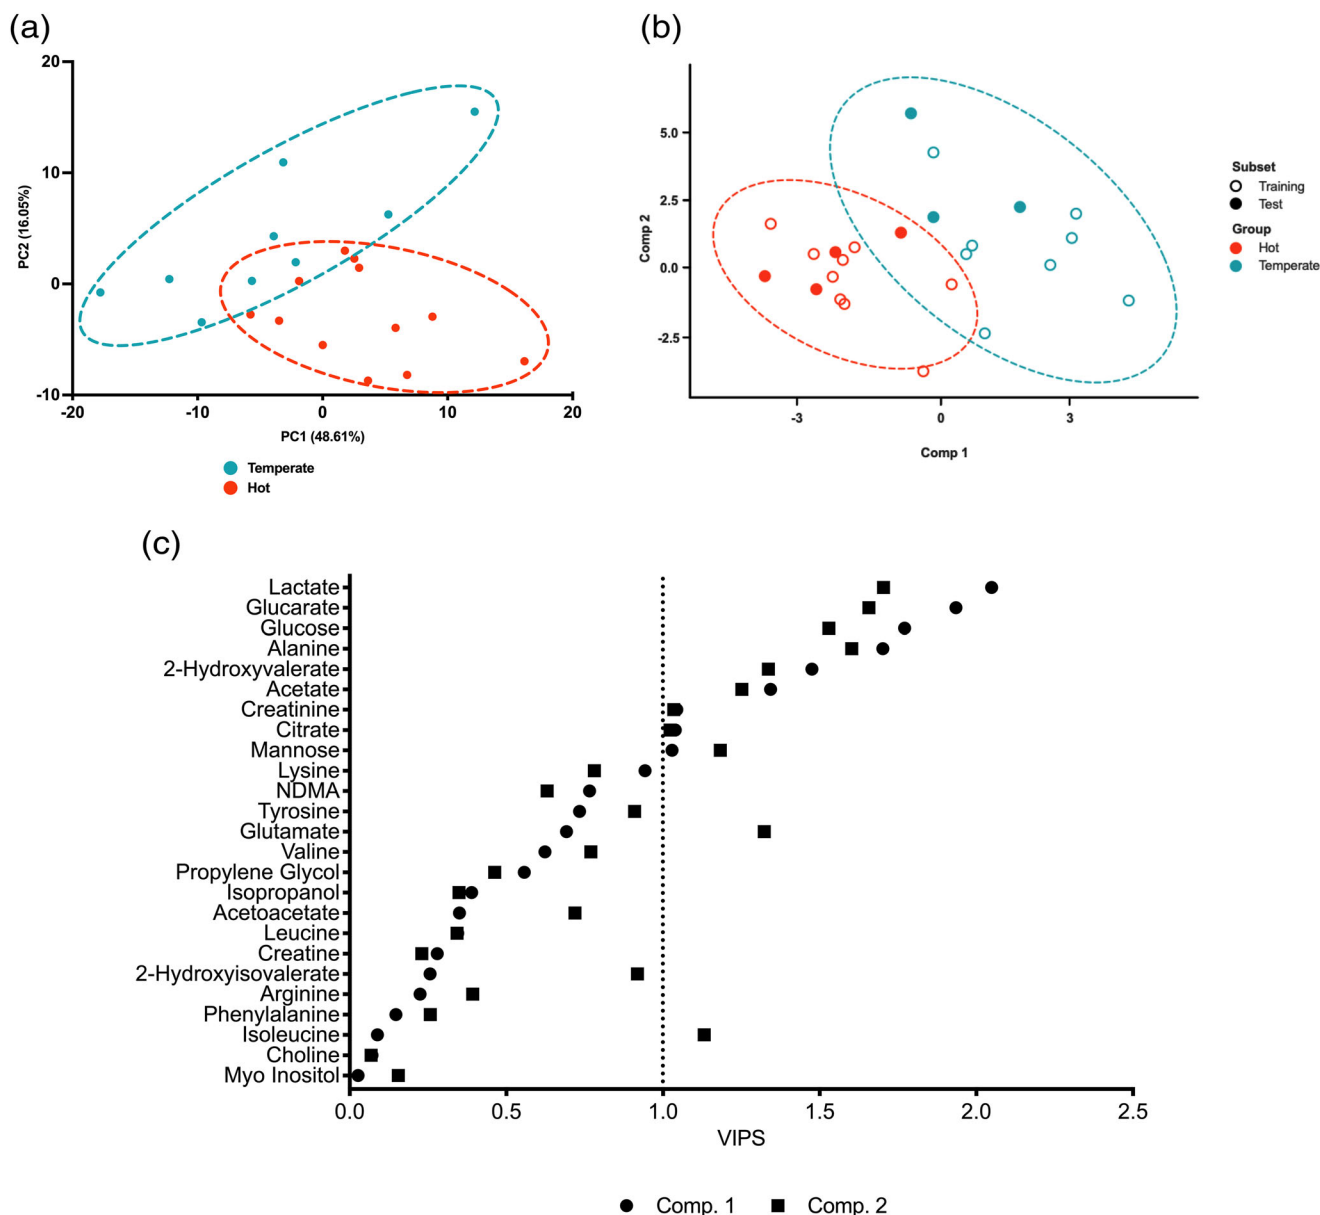 (a)
20
10
0
-10
PC2 (16.05%)
-20
-10
0
10
20
PC1 (48.61%)
Temperate
Hot
(b)
5.0
2.5
0.0
-2.5
Comp 2
-3
0
3
Comp 1
Subset
Training
Test
Group
Hot
Temperate
(c)
Lactate
Glucarate
Glucose
Alanine
2-Hydroxyvalerate
Acetate
Creatinine
Citrate
Mannose
Lysine
NDMA
Tyrosine
Glutamate
Valine
Propylene Glycol
Isopropanol
Acetoacetate
Leucine
Creatine
2-Hydroxyisovalerate
Arginine
Phenylalanine
Isoleucine
Choline
Myo Inositol
0.0
0.5
1.0
1.5
2.0
2.5
VIPS
Comp. 1
Comp. 2